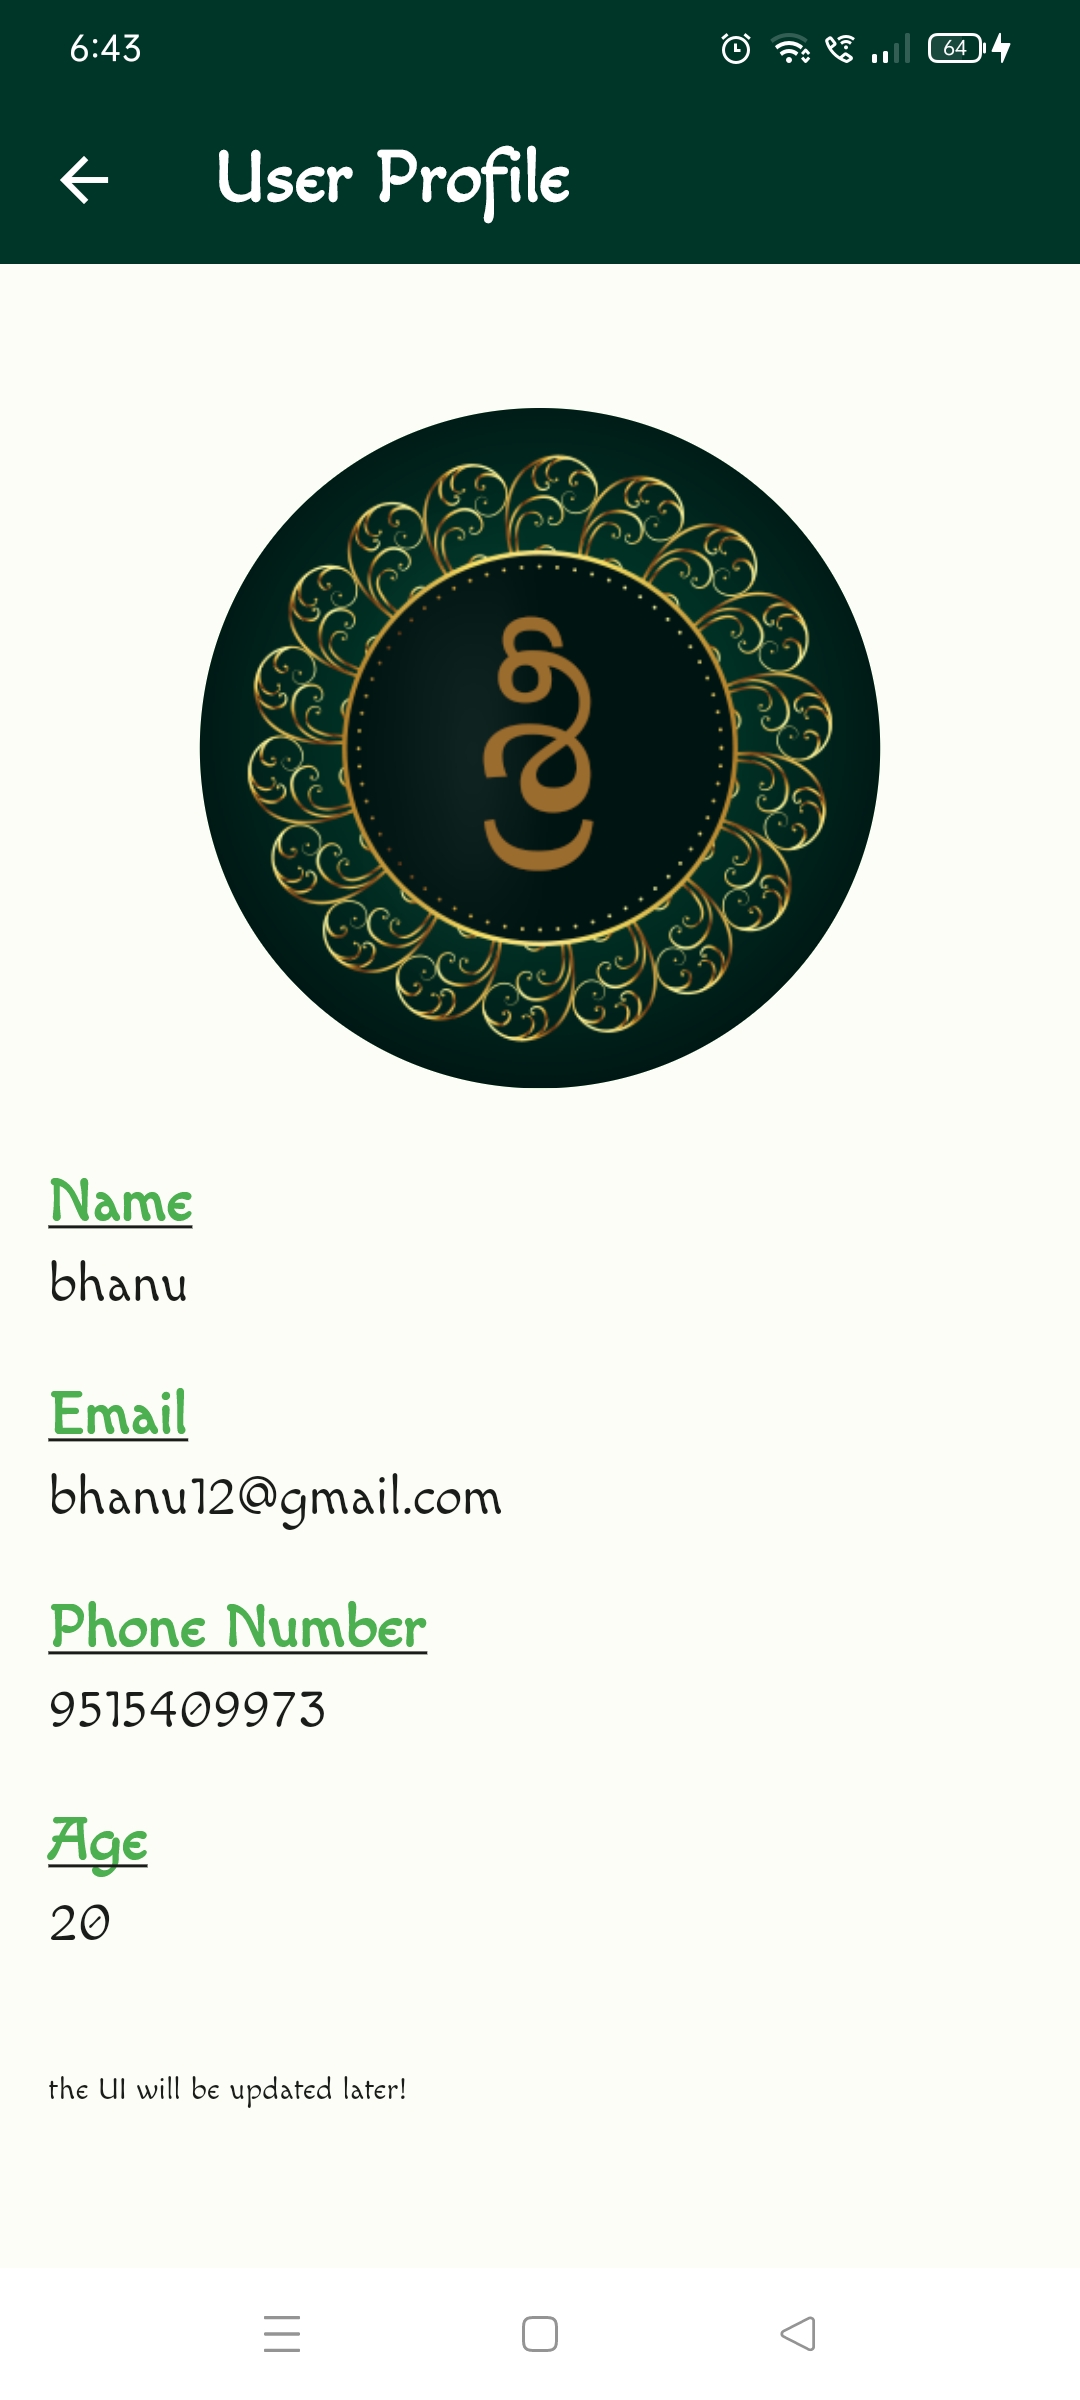 6:43
64
User Profile
శ్రీ
Name
bhanu
Email
bhanu12@gmail.com
Phone Number
9515409973
Age
20
the UI will be updated later!